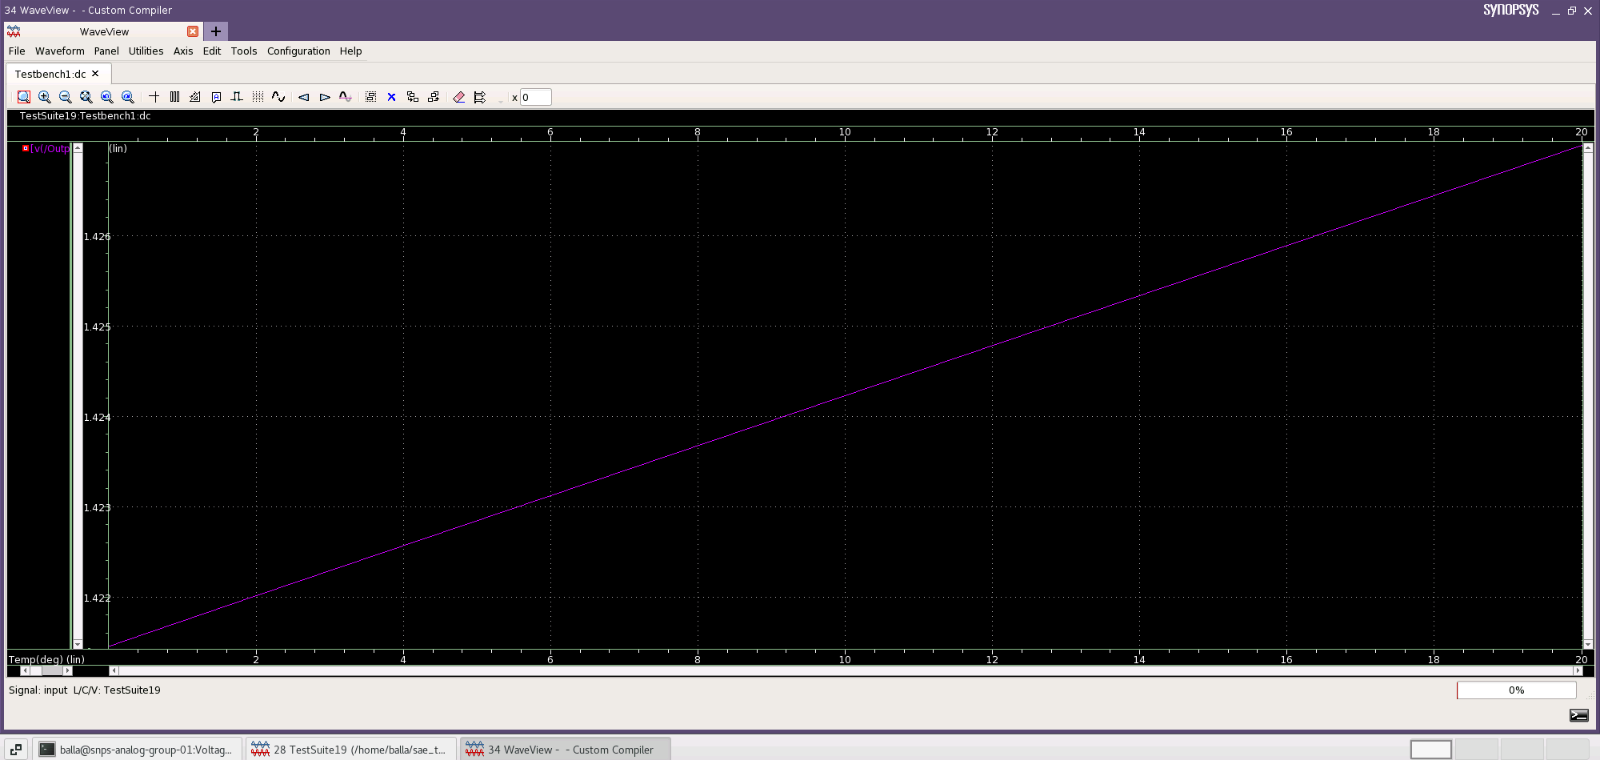 34 WaveView - - Custom Compiler
SYNOPSYS
WaveView
File Waveform Panel Utilities Axis Edit Tools Configuration Help
Testbench1:dc
x 0
TestSuite19:Testbench1:dc
2 4 6 8 10 12 14 16 18 20
[v(/Outp
(lin)
1.426
1.425
1.424
1.423
1.422
Temp(deg) (lin)
2 4 6 8 10 12 14 16 18 20
Signal: input L/C/V: TestSuite19
0%
balla@snps-analog-group-01:Voltag...
28 TestSuite19 (/home/balla/sae_t...
34 WaveView - - Custom Compiler